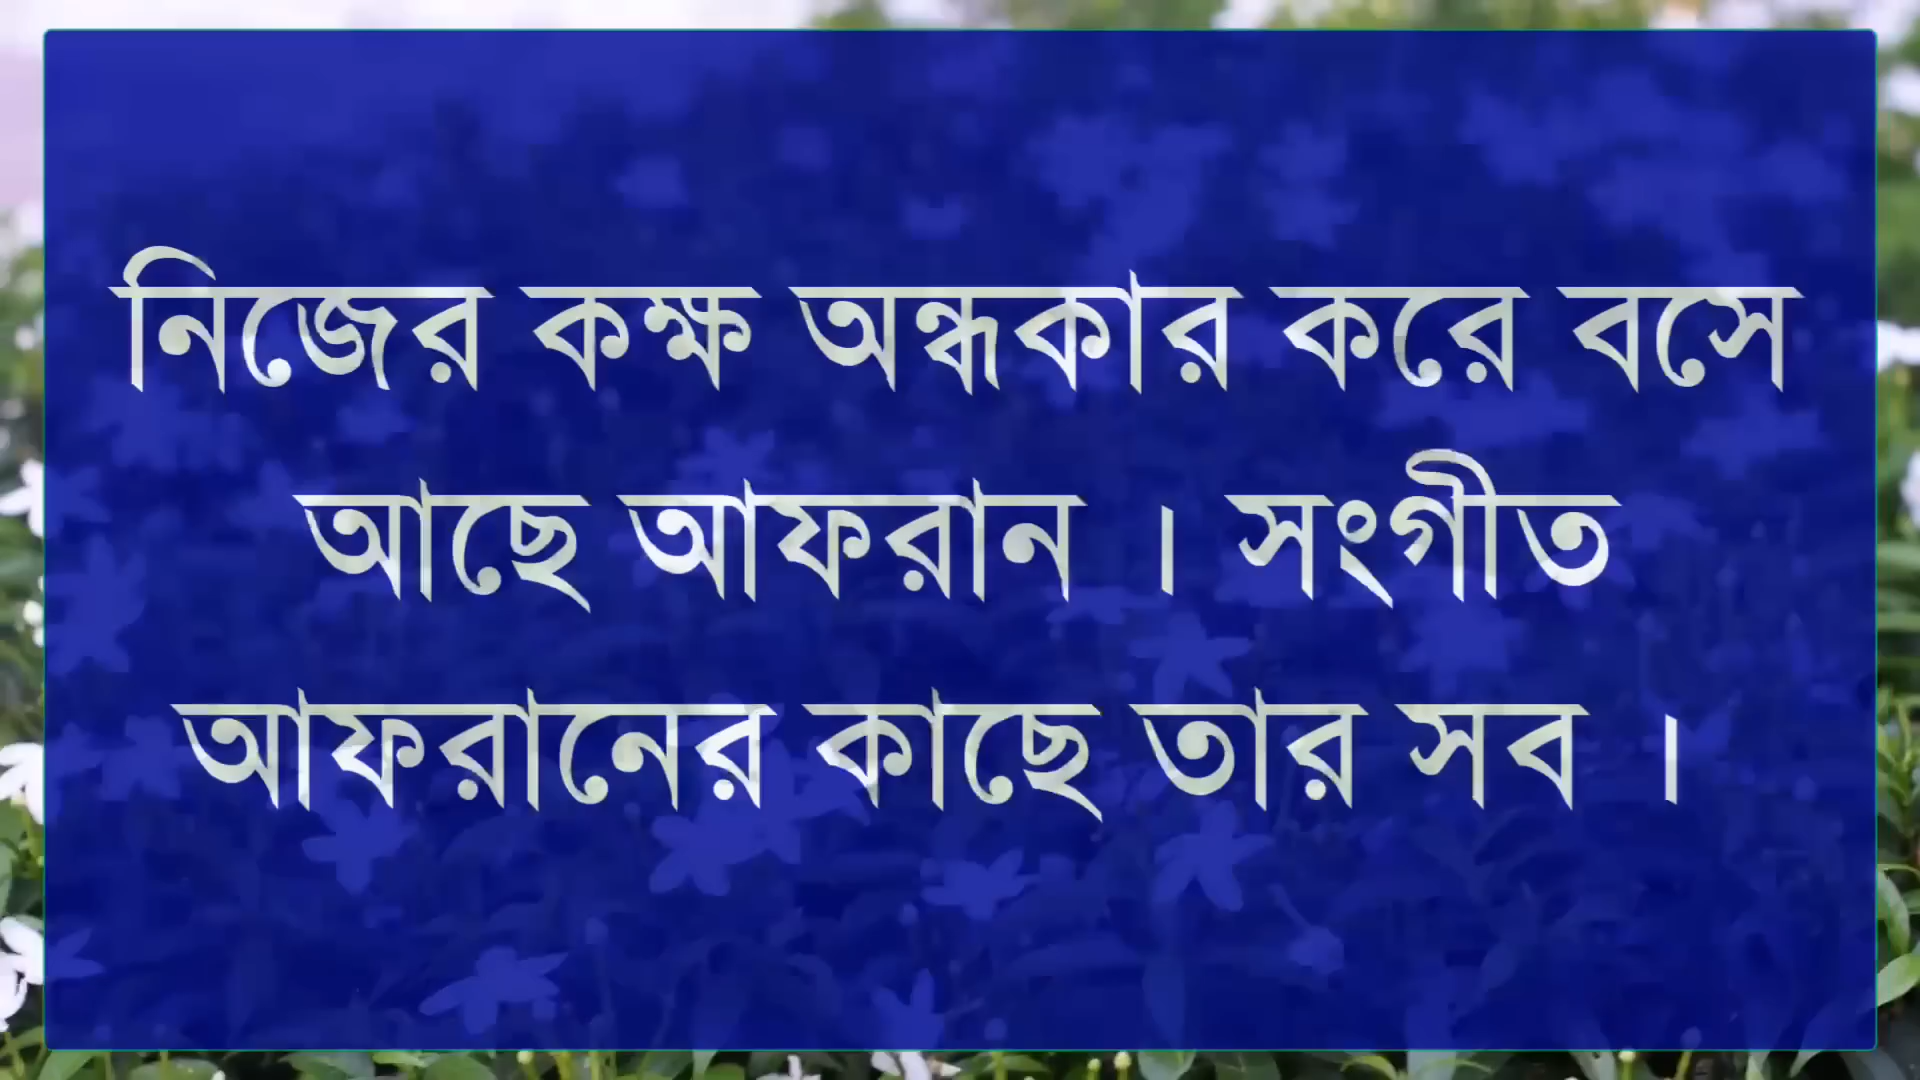 নিজের কক্ষ অন্ধকার করে বসে
আছে আফরান । সংগীত
আফরানের কাছে তার সব ।